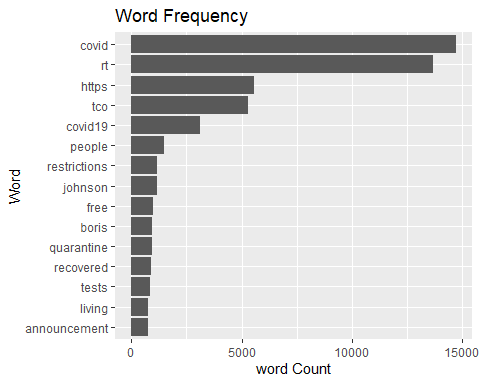 Word Frequency
covid
rt
https
tco
covid19
people
restrictions
johnson
free
boris
quarantine
recovered
tests
living
announcement
Word
0 5000 10000 15000
word Count